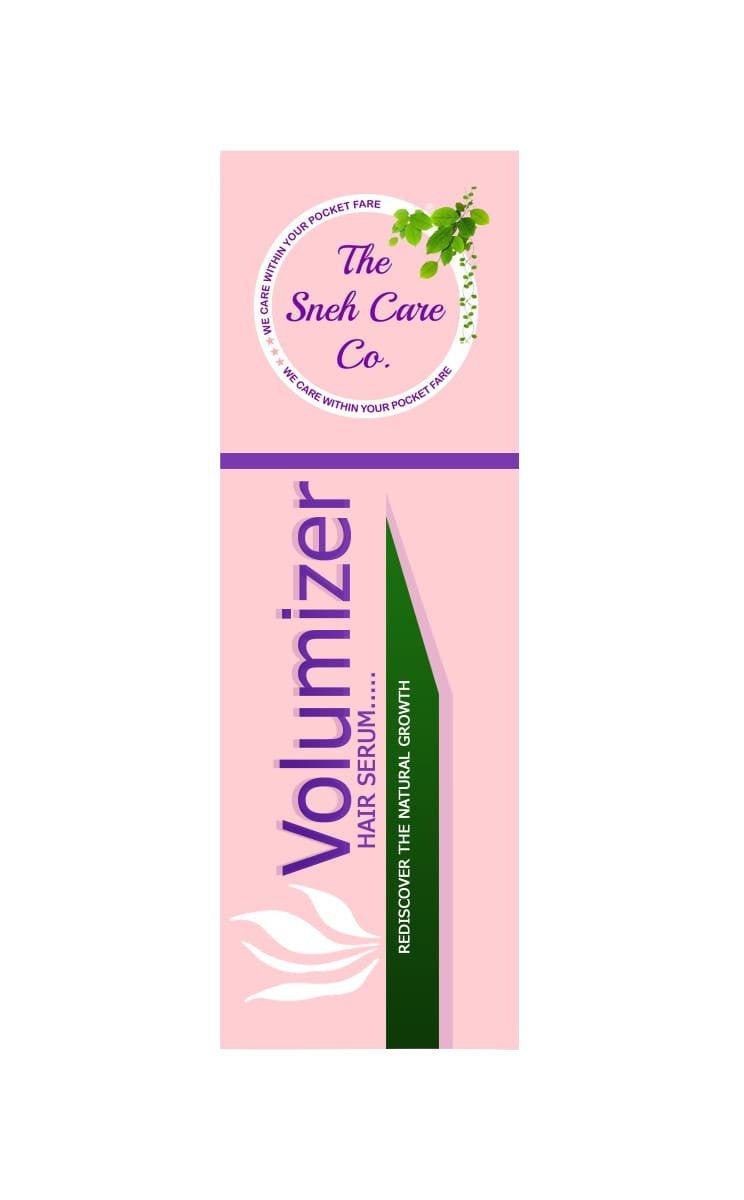 WE CARE WITHIN YOUR POCKET FARE
The
Sneh Care
Co.
WE CARE WITHIN YOUR POCKET FARE
Volumizer
HAIR SERUM.....
REDISCOVER THE NATURAL GROWTH